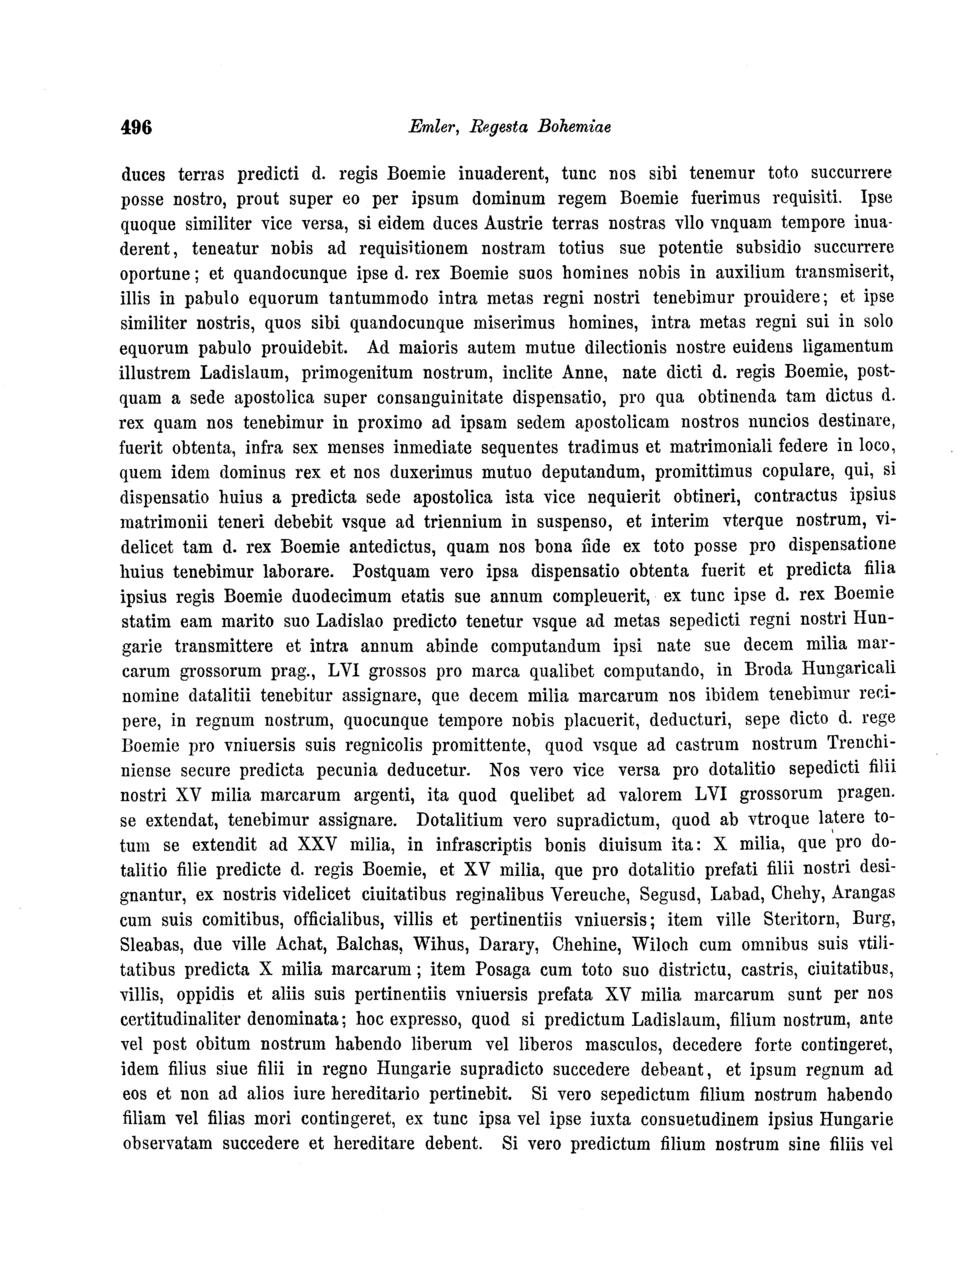 496 Emler, Regesta Bohemiae
duces terras predicti d. regis Boemie inuaderent, tunc nos sibi tenemur toto succurrere
posse nostro, prout super eo per ipsum dominum regem Boemie fuerimus requisiti. Ipse
quoque similiter vice versa, si eidem duces Austrie terras nostras vllo vnquam tempore inua-
derent, teneatur nobis ad requisitionem nostram totius sue potentie subsidio succurrere
oportune; et quandocunque ipse d. rex Boemie suos homines nobis in auxilium transmiserit,
illis in pabulo equorum tantummodo intra metas regni nostri tenebimur prouidere; et ipse
similiter nostris, quos sibi quandocunque miserimus homines, intra metas regni sui in solo
equorum pabulo prouidebit. Ad maioris autem mutue dilectionis nostre euidens ligamentum
illustrem Ladislaum, primogenitum nostrum, inclite Anne, nate dicti d. regis Boemie, post-
quam a sede apostolica super consanguinitate dispensatio, pro qua obtinenda tam dictus d.
rex quam nos tenebimur in proximo ad ipsam sedem apostolicam nostros nuncios destinare,
fuerit obtenta, infra sex menses inmediate sequentes tradimus et matrimoniali federe in loco,
quem idem dominus rex et nos duxerimus mutuo deputandum, promittimus copulare, qui, si
dispensatio huius a predicta sede apostolica ista vice nequierit obtineri, contractus ipsius
matrimonii teneri debebit vsque ad triennium in suspenso, et interim vterque nostrum, vi-
delicet tam d. rex Boemie antedictus, quam nos bona fide ex toto posse pro dispensatione
huius tenebimur laborare. Postquam vero ipsa dispensatio obtenta fuerit et predicta filia
ipsius regis Boemie duodecimum etatis sue annum compleuerit, ex tunc ipse d. rex Boemie
statim eam marito suo Ladislao predicto tenetur vsque ad metas sepedicti regni nostri Hun-
garie transmittere et intra annum abinde computandum ipsi nate sue decem milia mar-
carum grossorum prag., LVI grossos pro marca qualibet computando, in Broda Hungaricali
nomine datalitii tenebitur assignare, que decem milia marcarum nos ibidem tenebimur reci-
pere, in regnum nostrum, quocunque tempore nobis placuerit, deducturi, sepe dicto d. rege
Boemie pro vniuersis suis regnicolis promittente, quod vsque ad castrum nostrum Trenchi-
niense secure predicta pecunia deducetur. Nos vero vice versa pro dotalitio sepedicti filii
nostri XV milia marcarum argenti, ita quod quelibet ad valorem LVI grossorum pragen.
se extendat, tenebimur assignare. Dotalitium vero supradictum, quod ab vtroque latere to-
tum se extendit ad XXV milia, in infrascriptis bonis diuisum ita: X milia, que pro do-
talitio filie predicte d. regis Boemie, et XV milia, que pro dotalitio prefati filii nostri desi-
gnantur, ex nostris videlicet ciuitatibus reginalibus Vereuche, Segusd, Labad, Chehy, Arangas
cum suis comitibus, officialibus, villis et pertinentiis vniuersis; item ville Steritorn, Burg,
Sleabas, due ville Achat, Balchas, Wihus, Darary, Chehine, Wiloch cum omnibus suis vtili-
tatibus predicta X milia marcarum; item Posaga cum toto suo districtu, castris, ciuitatibus,
villis, oppidis et aliis suis pertinentiis vniuersis prefata XV milia marcarum sunt per nos
certitudinaliter denominata; hoc expresso, quod si predictum Ladislaum, filium nostrum, ante
vel post obitum nostrum habendo liberum vel liberos masculos, decedere forte contingeret,
idem filius siue filii in regno Hungarie supradicto succedere debeant, et ipsum regnum ad
eos et non ad alios iure hereditario pertinebit. Si vero sepedictum filium nostrum habendo
filiam vel filias mori contingeret, ex tunc ipsa vel ipse iuxta consuetudinem ipsius Hungarie
observatam succedere et hereditare debent. Si vero predictum filium nostrum sine filiis vel